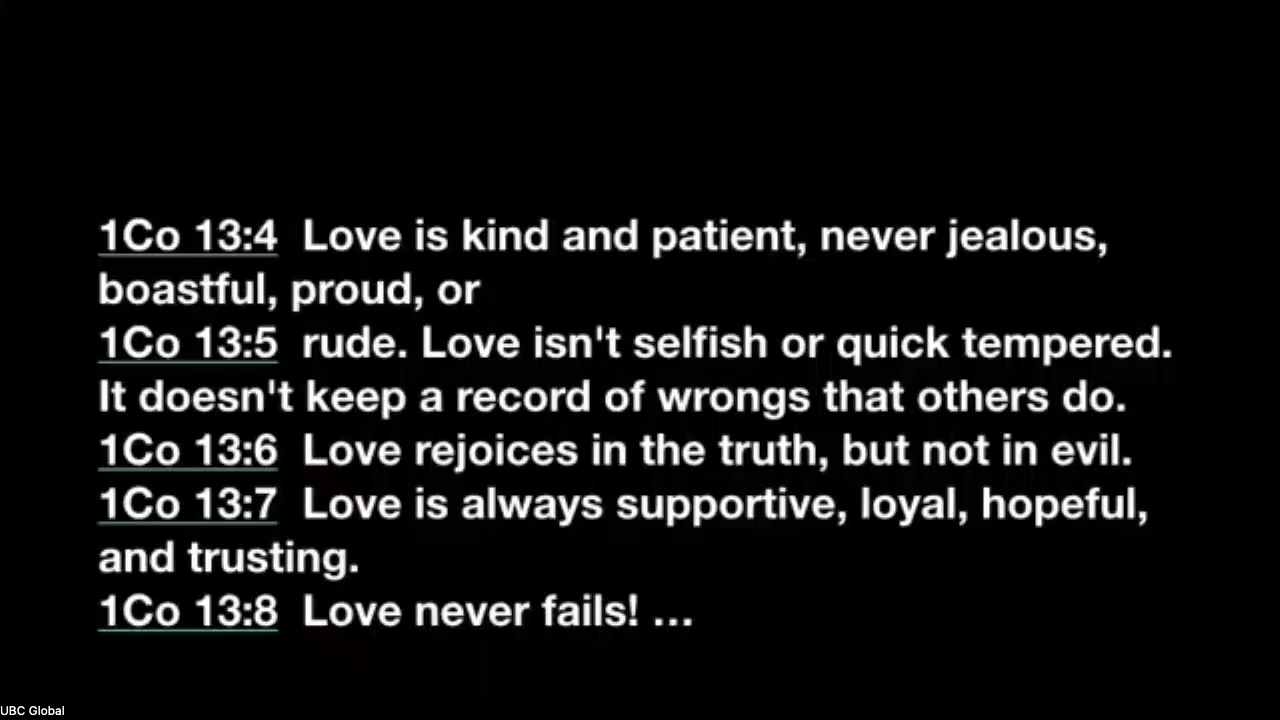 1Co 13:4  Love is kind and patient, never jealous,
boastful, proud, or
1Co 13:5  rude. Love isn't selfish or quick tempered.
It doesn't keep a record of wrongs that others do.
1Co 13:6  Love rejoices in the truth, but not in evil.
1Co 13:7  Love is always supportive, loyal, hopeful,
and trusting.
1Co 13:8  Love never fails! ...
UBC Global